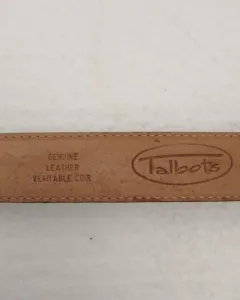 GENUINE
LEATHER
VERITABLE CUIR
Talbots